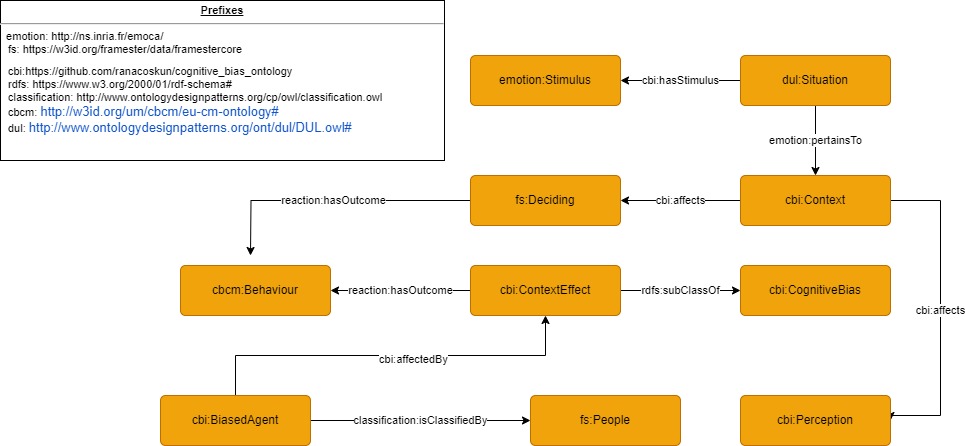 Prefixes
emotion: http://ns.inria.fr/emoca/
fs: https://w3id.org/framester/data/framestercore
cbi:https://github.com/ranacoskun/cognitive_bias_ontology
rdfs: https://www.w3.org/2000/01/rdf-schema#
classification: http://www.ontologydesignpatterns.org/cp/owl/classification.owl
cbcm: http://w3id.org/um/cbcm/eu-cm-ontology#
dul: http://www.ontologydesignpatterns.org/ont/dul/DUL.owl#
emotion:Stimulus
cbi:hasStimulus
dul:Situation
emotion:pertainsTo
reaction:hasOutcome
fs:Deciding
cbi:affects
cbi:Context
cbcm:Behaviour
reaction:hasOutcome
cbi:ContextEffect
rdfs:subClassOf
cbi:CognitiveBias
cbi:affects
cbi:affectedBy
cbi:BiasedAgent
classification:isClassifiedBy
fs:People
cbi:Perception